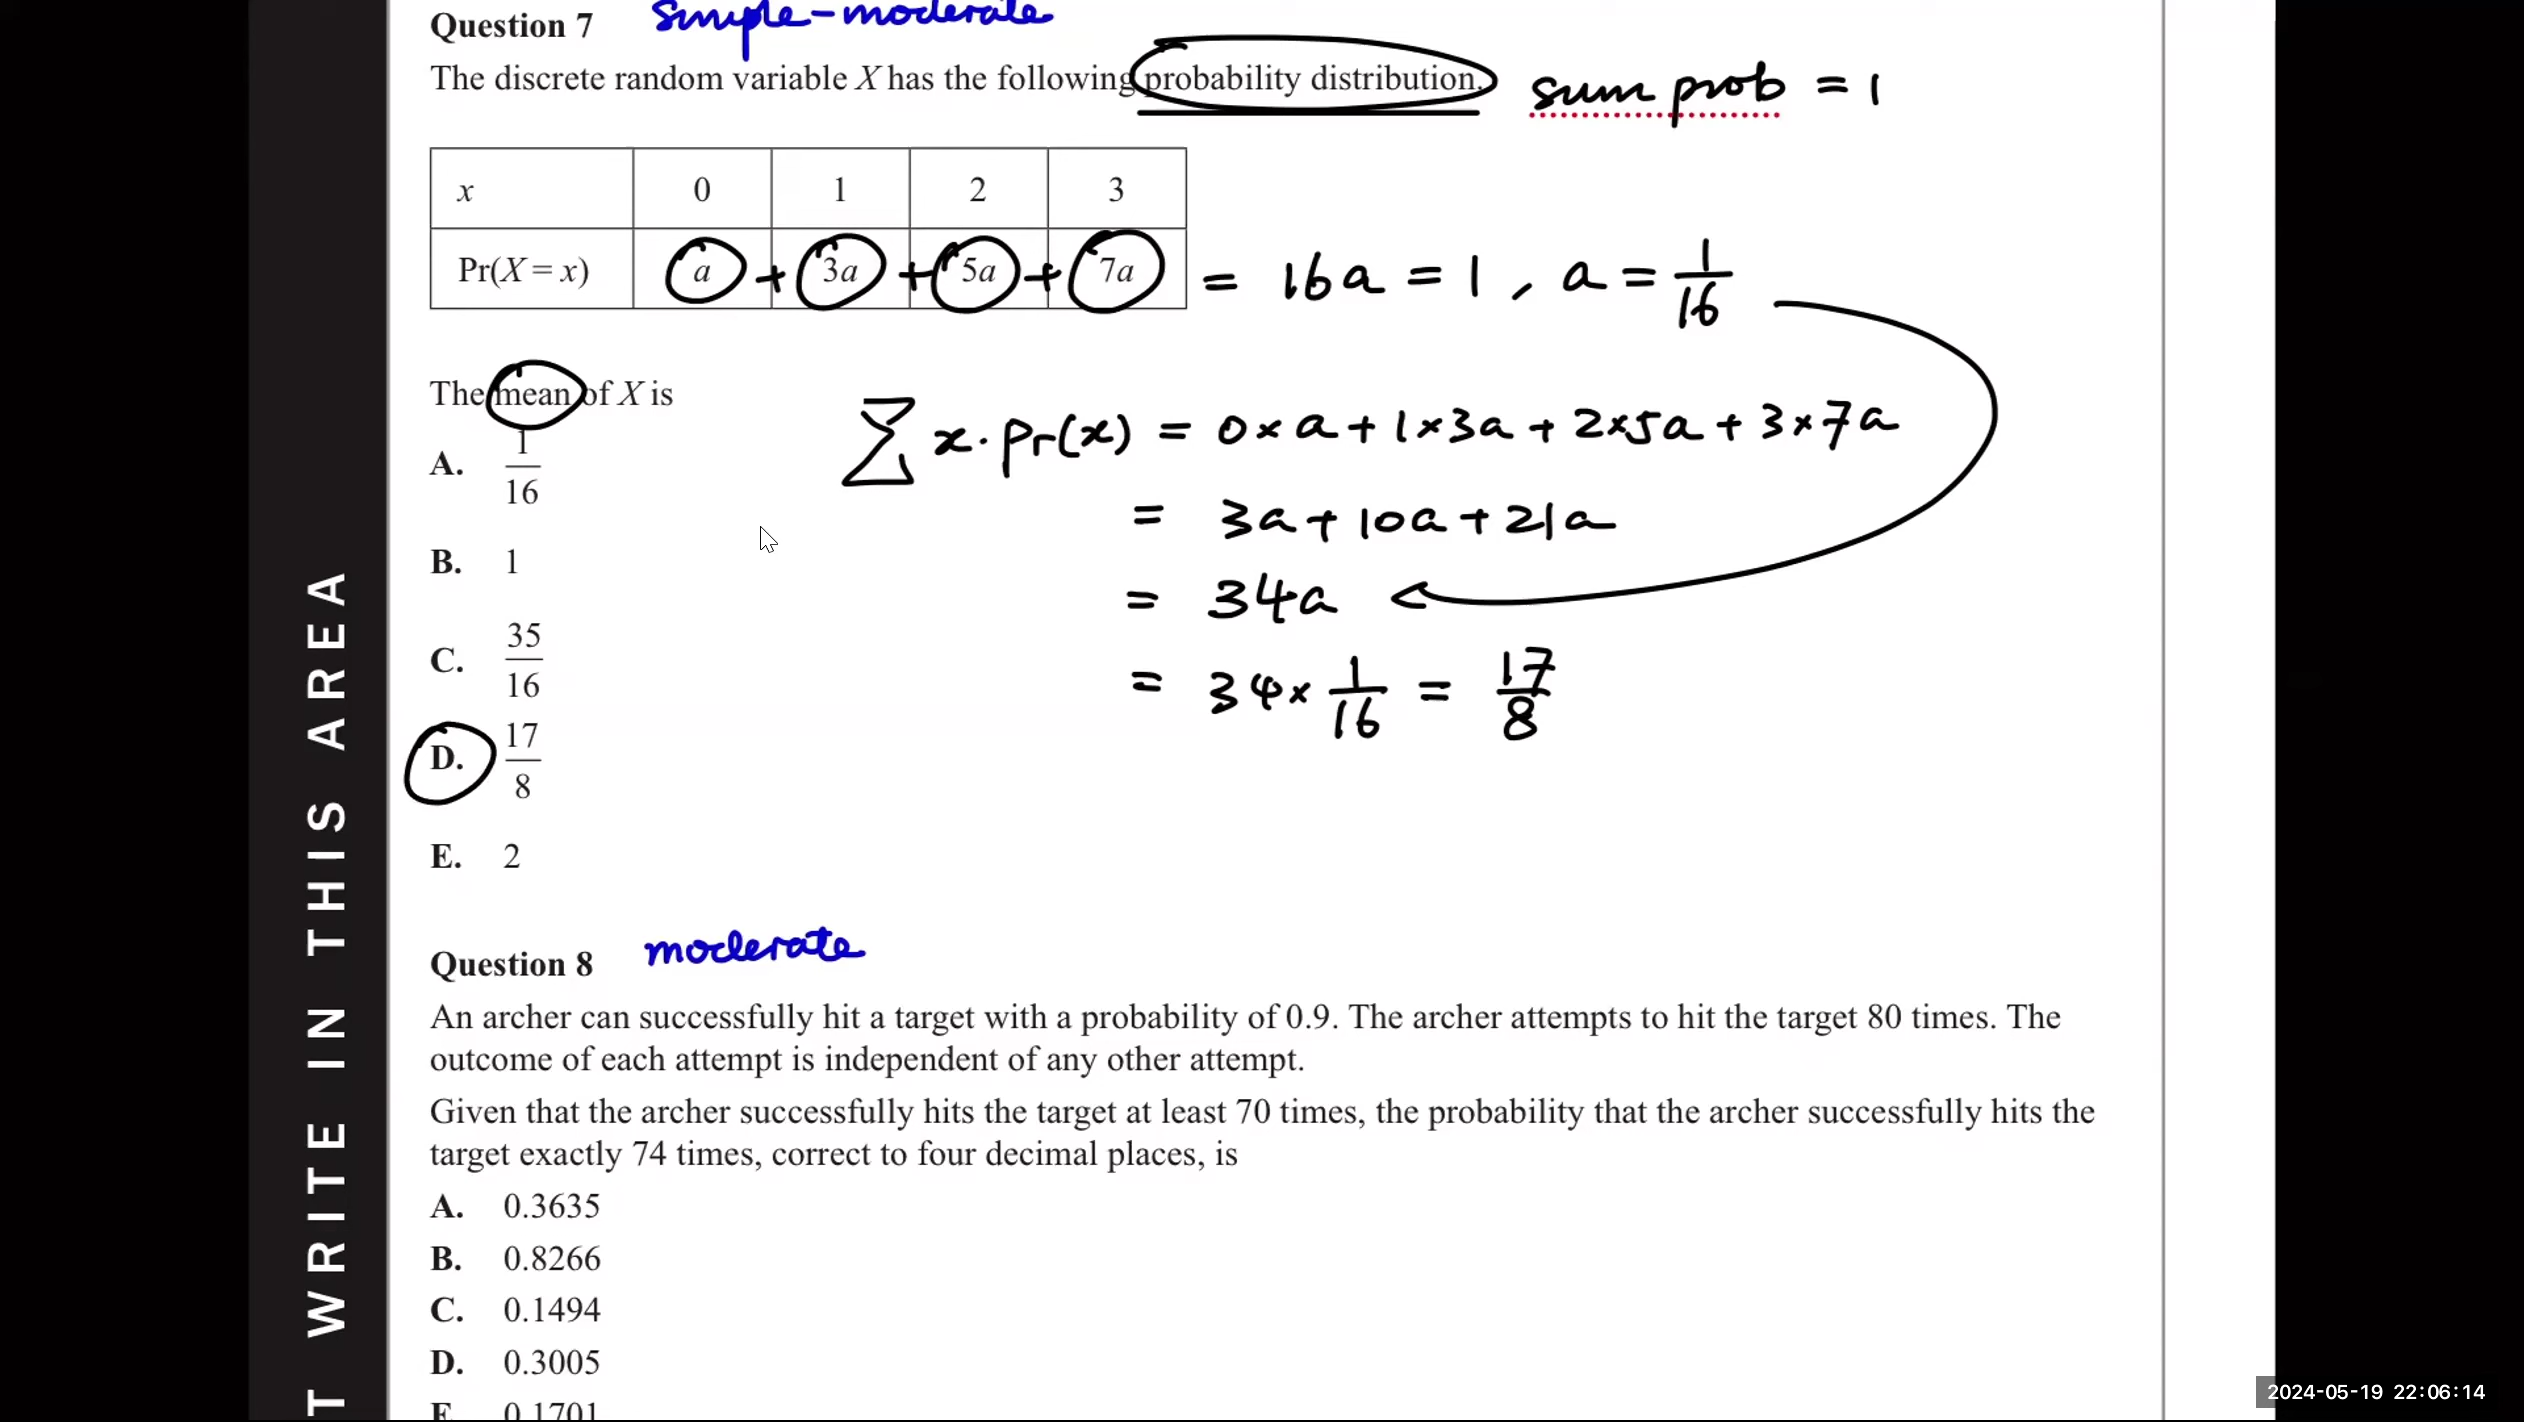 Question 7 simple-moderate
The discrete random variable X has the following probability distribution. sum prob = 1
x 0 1 2 3
Pr(X = x) a + 3a + 5a + 7a = 16a = 1, a = 1/16
The mean of X is
∑ x·pr(x) = 0×a + 1×3a + 2×5a + 3×7a
A. 1/16
= 3a + 10a + 21a
B. 1
= 34a
C. 35/16
= 34 × 1/16 = 17/8
D. 17/8
E. 2
Question 8 moderate
An archer can successfully hit a target with a probability of 0.9. The archer attempts to hit the target 80 times. The
outcome of each attempt is independent of any other attempt.
Given that the archer successfully hits the target at least 70 times, the probability that the archer successfully hits the
target exactly 74 times, correct to four decimal places, is
A. 0.3635
B. 0.8266
C. 0.1494
D. 0.3005
E. 0.1701
T WRITE IN THIS AREA
2024-05-19 22:06:14